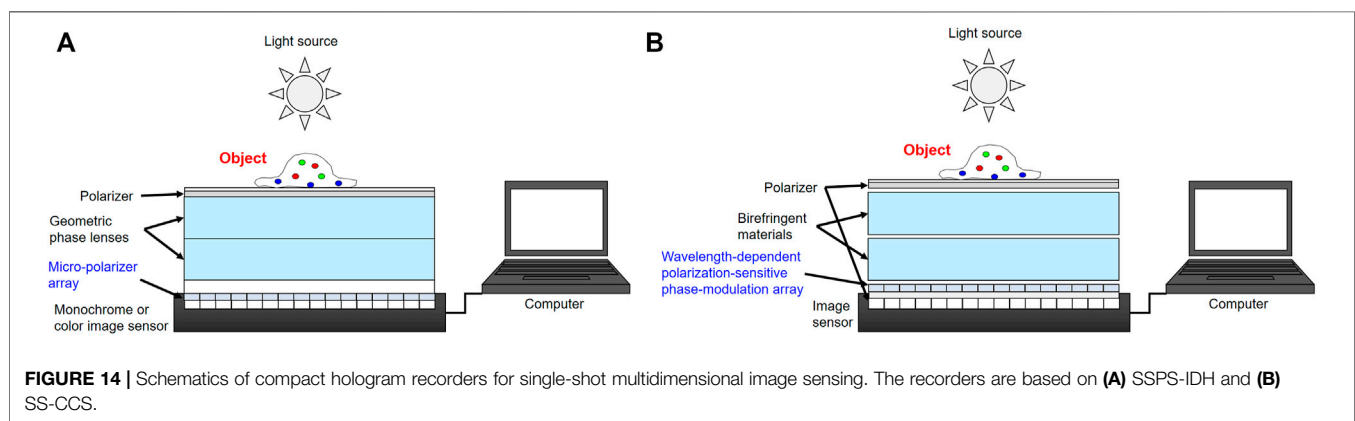 A
Light source
Object
Polarizer
Geometric
phase lenses
Micro-polarizer
array
Monochrome or
color image sensor
Computer
B
Light source
Object
Polarizer
Birefringent
materials
Wavelength-dependent
polarization-sensitive
phase-modulation array
Image
sensor
Computer
FIGURE 14 | Schematics of compact hologram recorders for single-shot multidimensional image sensing. The recorders are based on (A) SSPS-IDH and (B)
SS-CCS.